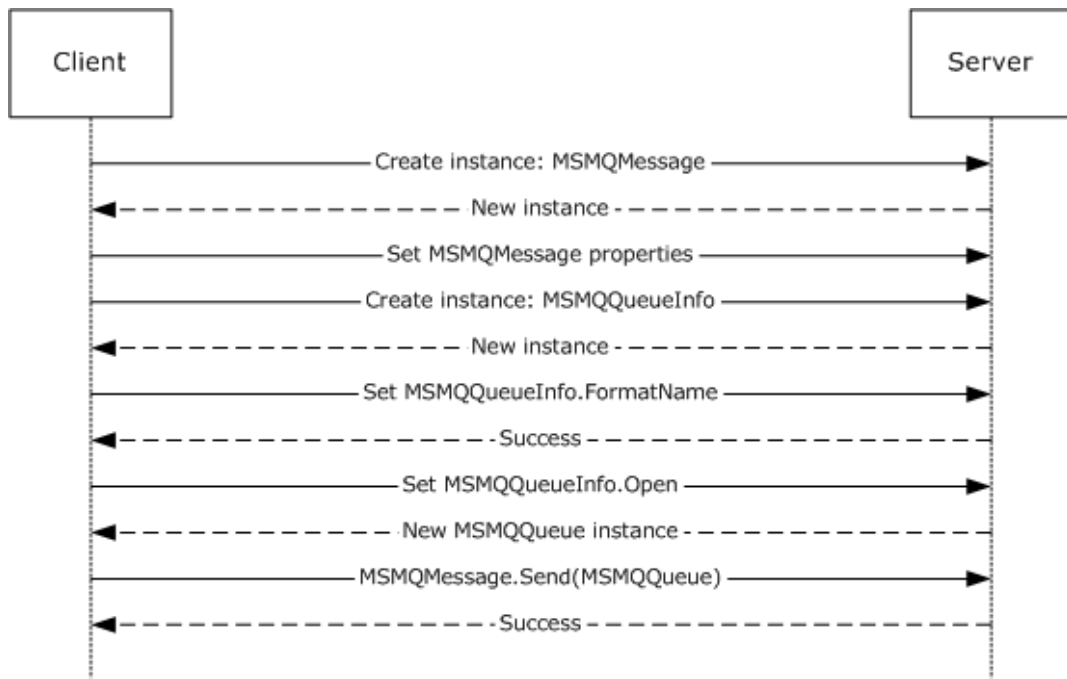 Client
Server
Create instance: MSMQMessage
New instance
Set MSMQMessage properties
Create instance: MSMQQueueInfo
New instance
Set MSMQQueueInfo.FormatName
Success
Set MSMQQueueInfo.Open
New MSMQQueue instance
MSMQMessage.Send(MSMQQueue)
Success